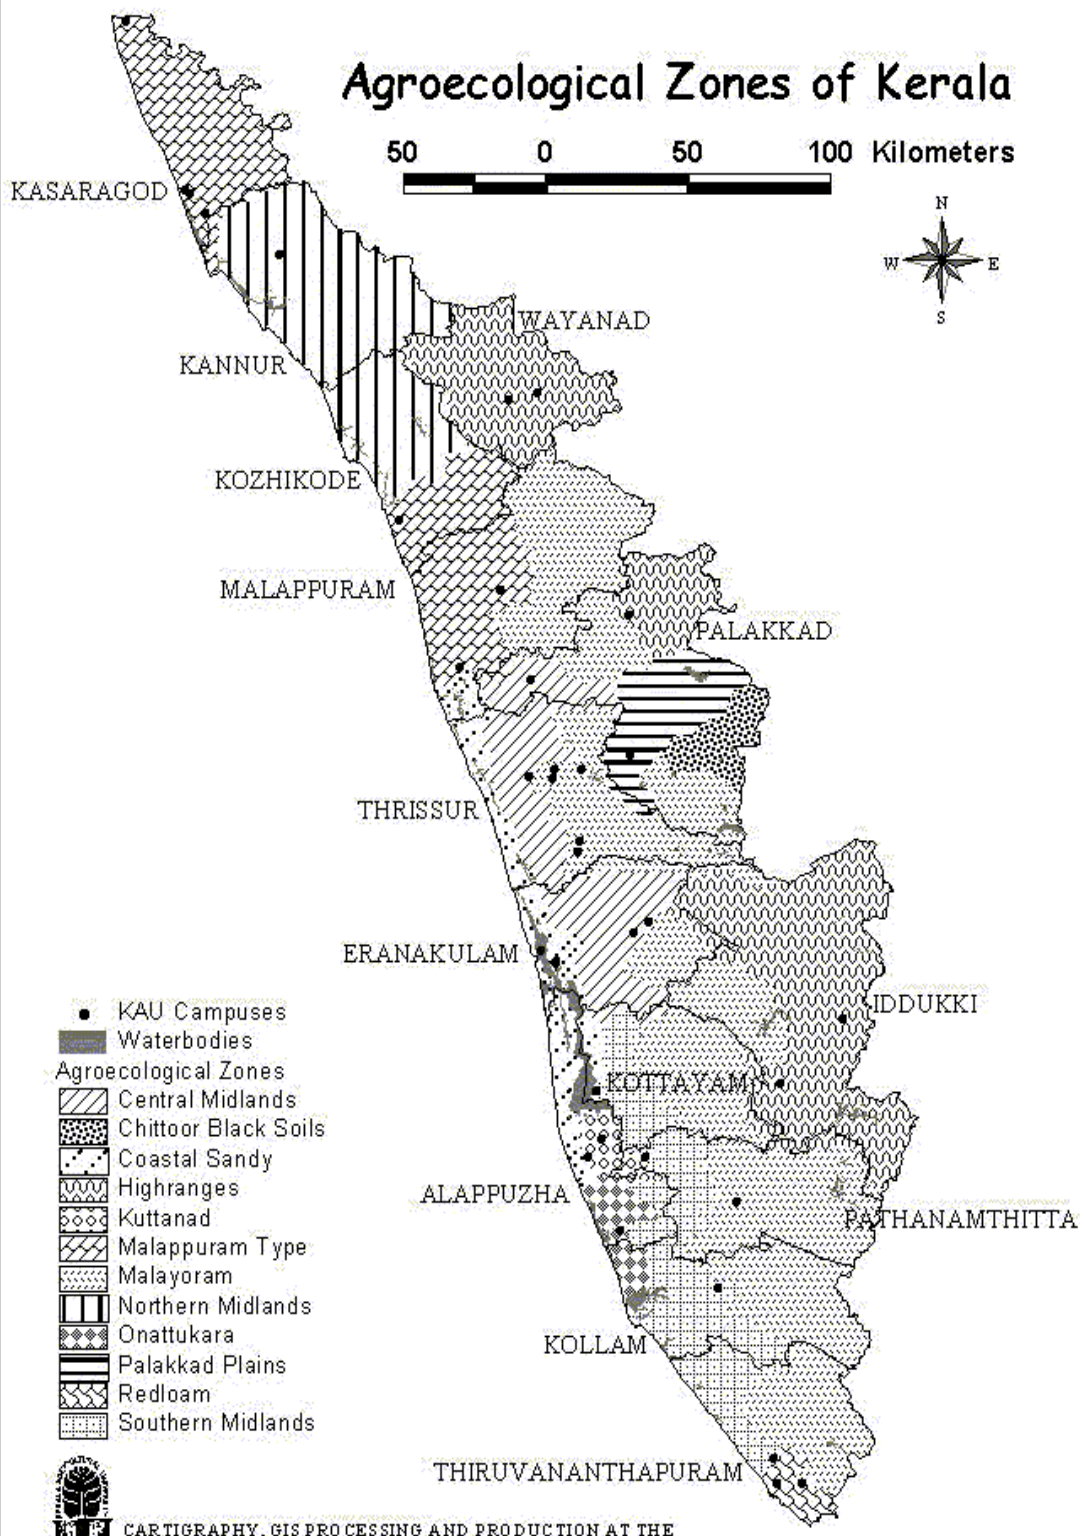 Agroecological Zones of Kerala
50 0 50 100 Kilometers
N
W E
S
KASARAGOD
WAYANAD
KANNUR
KOZHIKODE
MALAPPURAM
PALAKKAD
THRISSUR
ERANAKULAM
IDDUKKI
KOTTAYAM
ALAPPUZHA
PATHANAMTHITTA
KOLLAM
THIRUVANANTHAPURAM
KAU Campuses
Waterbodies
Agroecological Zones
Central Midlands
Chittoor Black Soils
Coastal Sandy
Highranges
Kuttanad
Malappuram Type
Malayoram
Northern Midlands
Onattukara
Palakkad Plains
Redloam
Southern Midlands
CARTIGRAPHY, GIS PROCESSING AND PRODUCTION AT THE